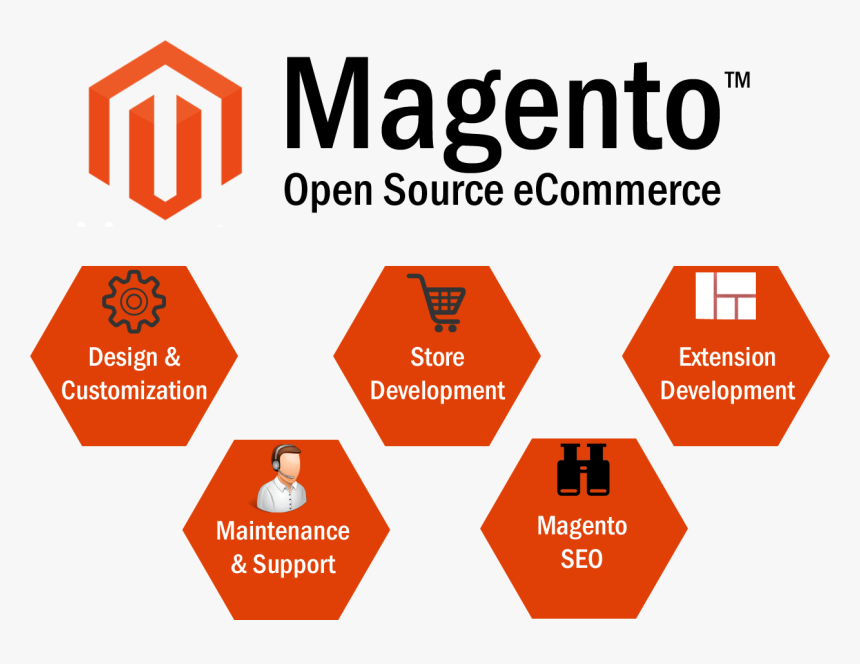 Magento™
Open Source eCommerce
Design &
Customization
Store
Development
Extension
Development
Maintenance
& Support
Magento
SEO